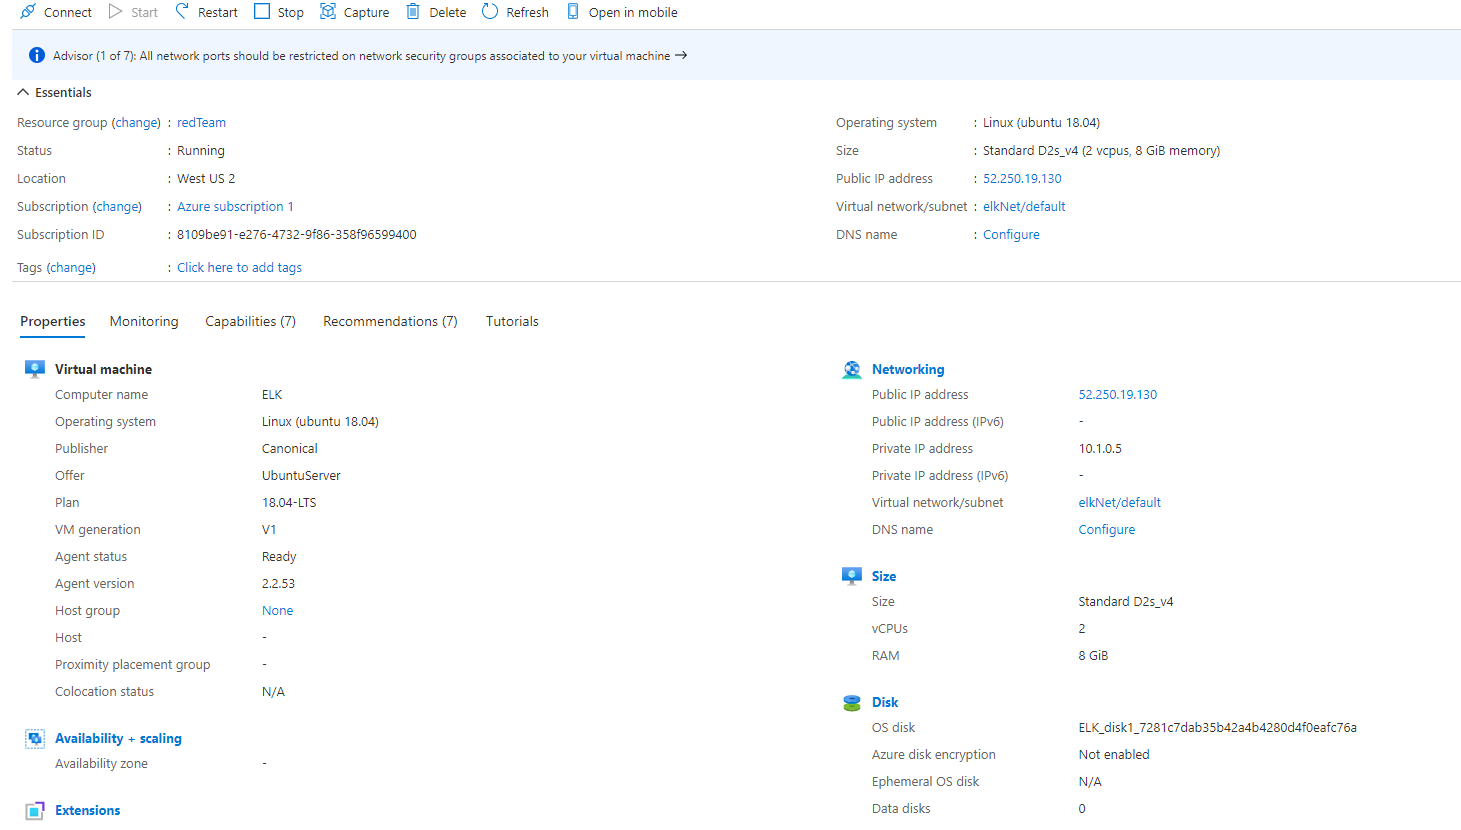 Connect Start Restart Stop Capture Delete Refresh Open in mobile
Advisor (1 of 7): All network ports should be restricted on network security groups associated to your virtual machine →
Essentials
Resource group (change) : redTeam
Status : Running
Location : West US 2
Subscription (change) : Azure subscription 1
Subscription ID : 8109be91-e276-4732-9f86-358f96599400
Tags (change) : Click here to add tags
Operating system : Linux (ubuntu 18.04)
Size : Standard D2s_v4 (2 vcpus, 8 GiB memory)
Public IP address : 52.250.19.130
Virtual network/subnet : elkNet/default
DNS name : Configure
Properties Monitoring Capabilities (7) Recommendations (7) Tutorials
Virtual machine
Computer name ELK
Operating system Linux (ubuntu 18.04)
Publisher Canonical
Offer UbuntuServer
Plan 18.04-LTS
VM generation V1
Agent status Ready
Agent version 2.2.53
Host group None
Host -
Proximity placement group -
Colocation status N/A
Availability + scaling
Availability zone -
Extensions
Networking
Public IP address 52.250.19.130
Public IP address (IPv6) -
Private IP address 10.1.0.5
Private IP address (IPv6) -
Virtual network/subnet elkNet/default
DNS name Configure
Size
Size Standard D2s_v4
vCPUs 2
RAM 8 GiB
Disk
OS disk ELK_disk1_7281c7dab35b42a4b4280d4f0eafc76a
Azure disk encryption Not enabled
Ephemeral OS disk N/A
Data disks 0